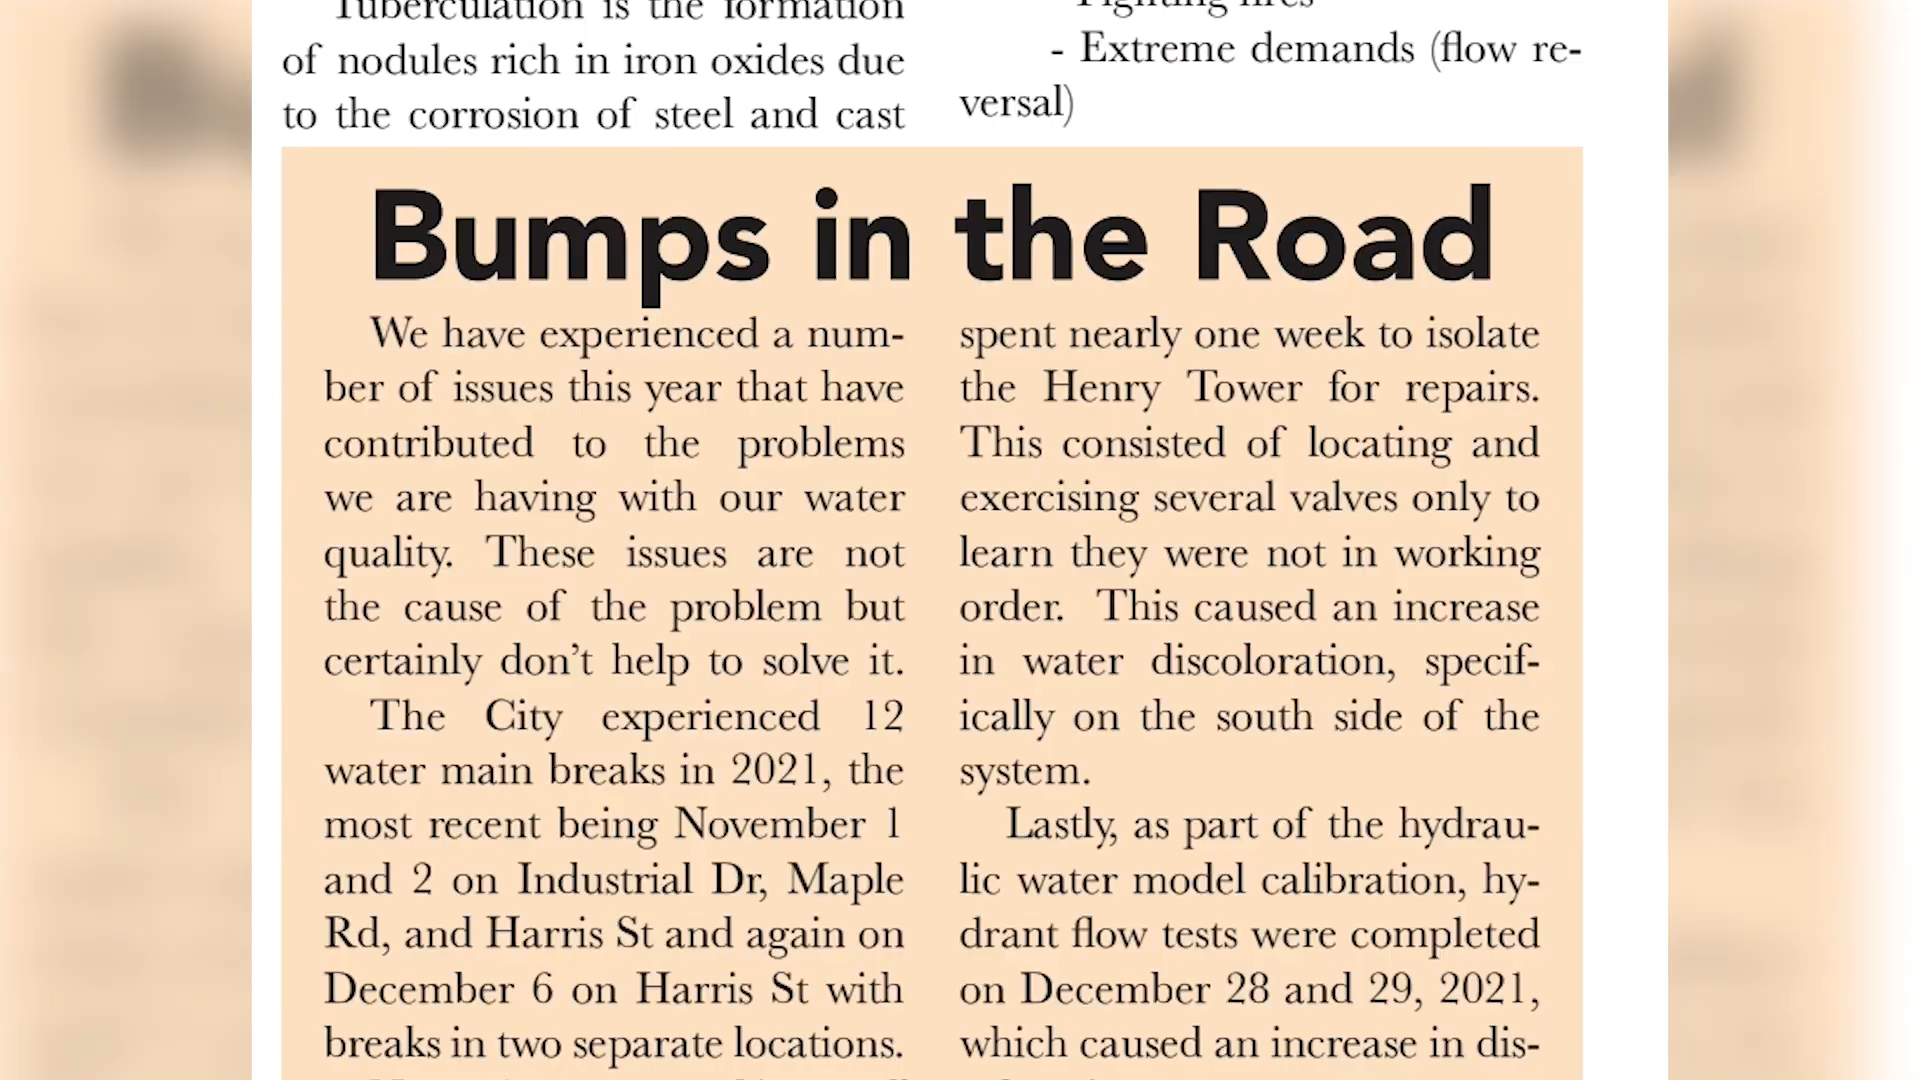 Tuberculation is the formation
of nodules rich in iron oxides due
to the corrosion of steel and cast
- Extreme demands (flow re-
versal)
Bumps in the Road
We have experienced a num-
ber of issues this year that have
contributed to the problems
we are having with our water
quality. These issues are not
the cause of the problem but
certainly don’t help to solve it.
The City experienced 12
water main breaks in 2021, the
most recent being November 1
and 2 on Industrial Dr, Maple
Rd, and Harris St and again on
December 6 on Harris St with
breaks in two separate locations.
spent nearly one week to isolate
the Henry Tower for repairs.
This consisted of locating and
exercising several valves only to
learn they were not in working
order. This caused an increase
in water discoloration, specif-
ically on the south side of the
system.
Lastly, as part of the hydrau-
lic water model calibration, hy-
drant flow tests were completed
on December 28 and 29, 2021,
which caused an increase in dis-